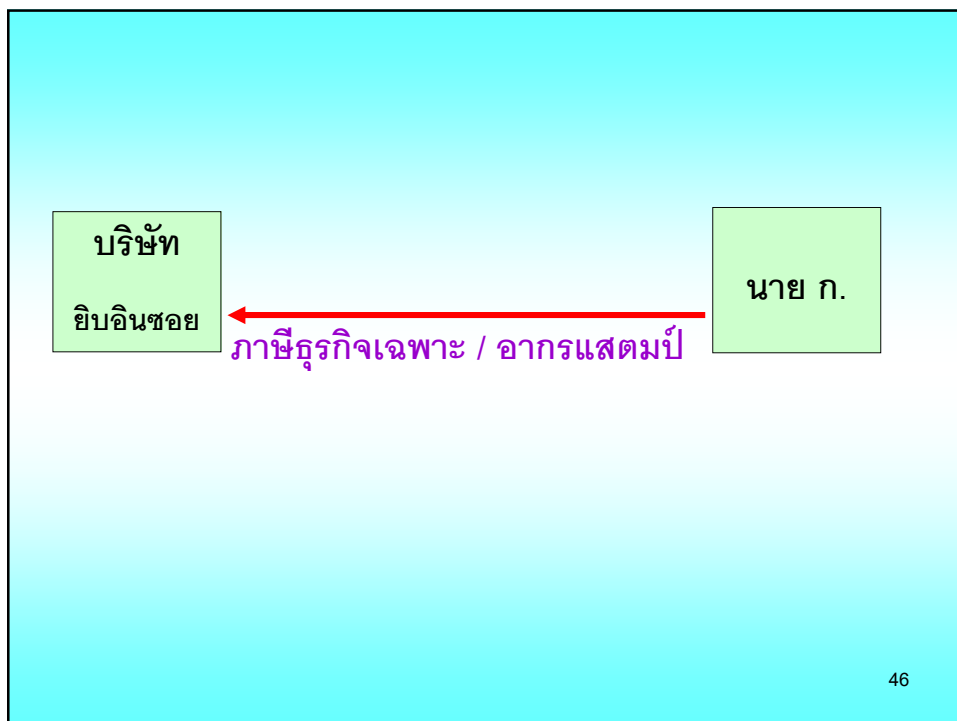 บริษัท
ยิบอินซอย
นาย ก.
ภาษีธุรกิจเฉพาะ / อากรแสตมป์
46